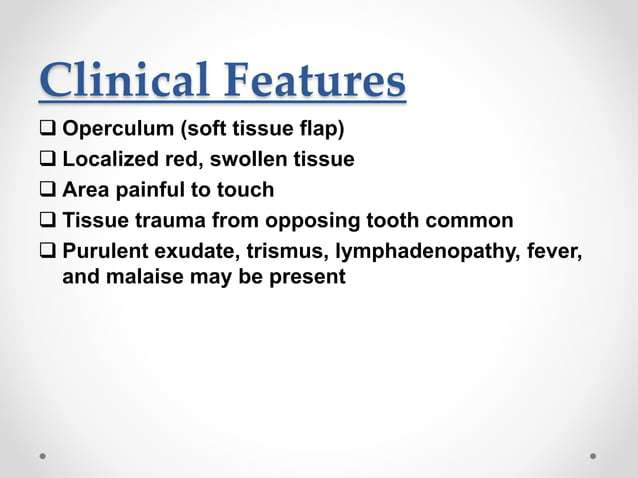 Clinical Features
❑ Operculum (soft tissue flap)
❑ Localized red, swollen tissue
❑ Area painful to touch
❑ Tissue trauma from opposing tooth common
❑ Purulent exudate, trismus, lymphadenopathy, fever,
and malaise may be present